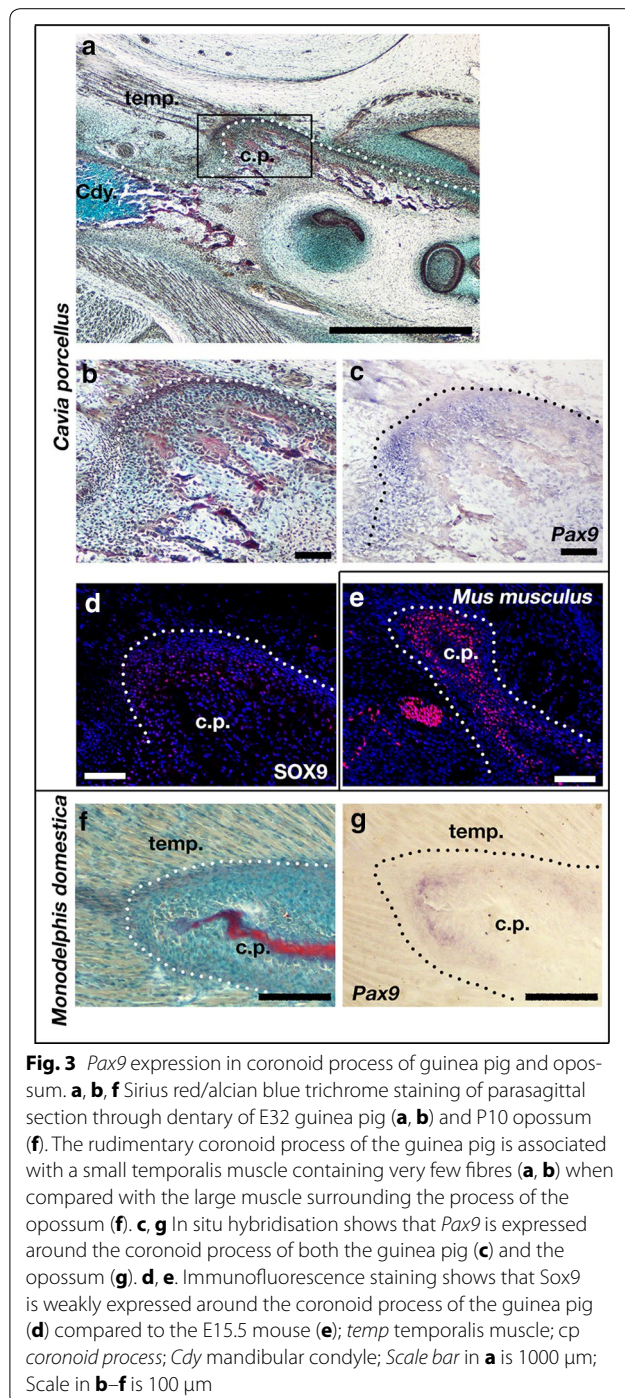 a
temp.
c.p.
Cdy.
Cavia porcellus
b
c
Pax9
d
c.p.
SOX9
Mus musculus
e
c.p.
Monodelphis domestica
f
temp.
c.p.
g
temp.
c.p.
Pax9
Fig. 3 Pax9 expression in coronoid process of guinea pig and opos-
sum. a, b, f Sirius red/alcian blue trichrome staining of parasagittal
section through dentary of E32 guinea pig (a, b) and P10 opossum
(f). The rudimentary coronoid process of the guinea pig is associated
with a small temporalis muscle containing very few fibres (a, b) when
compared with the large muscle surrounding the process of the
opossum (f). c, g In situ hybridisation shows that Pax9 is expressed
around the coronoid process of both the guinea pig (c) and the
opossum (g). d, e. Immunofluorescence staining shows that Sox9
is weakly expressed around the coronoid process of the guinea pig
(d) compared to the E15.5 mouse (e); temp temporalis muscle; cp
coronoid process; Cdy mandibular condyle; Scale bar in a is 1000 μm;
Scale in b–f is 100 μm